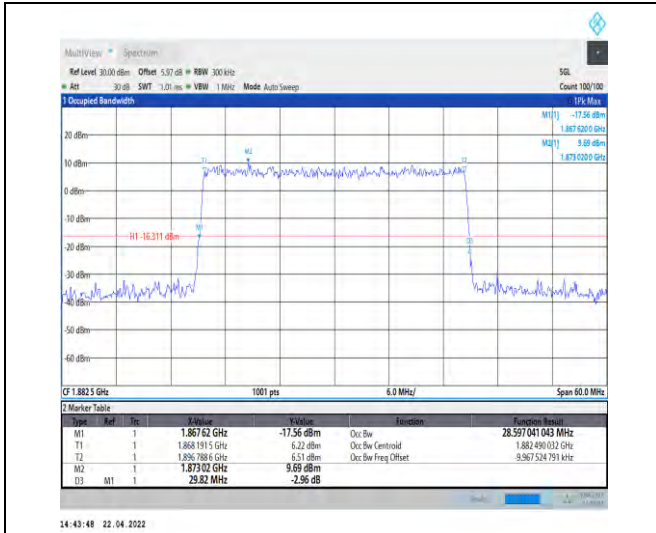 MultiView Spectrum
Ref Level 30.00 dBm Offset 5.97 dB RBW 300 kHz SGL
Att 30 dB SWT 1.01 ms VBW 1 MHz Mode Auto Sweep Count 100/100
1 Occupied Bandwidth 1Pk Max
M1[1] -17.56 dBm
1.867 620 0 GHz
M2[1] 9.69 dBm
1.873 020 0 GHz
20 dBm
M2
T1 T2
10 dBm
0 dBm
-10 dBm
M1
H1 -16.311 dBm
D3
-20 dBm
-30 dBm
-40 dBm
-50 dBm
-60 dBm
CF 1.882 5 GHz 1001 pts 6.0 MHz/ Span 60.0 MHz
2 Marker Table
Type Ref Trc X-Value Y-Value Function Function Result
M1 1 1.867 62 GHz -17.56 dBm Occ Bw 28.597 041 043 MHz
T1 1 1.868 191 5 GHz 6.22 dBm Occ Bw Centroid 1.882 490 032 GHz
T2 1 1.896 788 6 GHz 6.51 dBm Occ Bw Freq Offset -9.967 524 791 kHz
M2 1 1.873 02 GHz 9.69 dBm
D3 M1 1 29.82 MHz -2.96 dB
14:43:48 22.04.2022